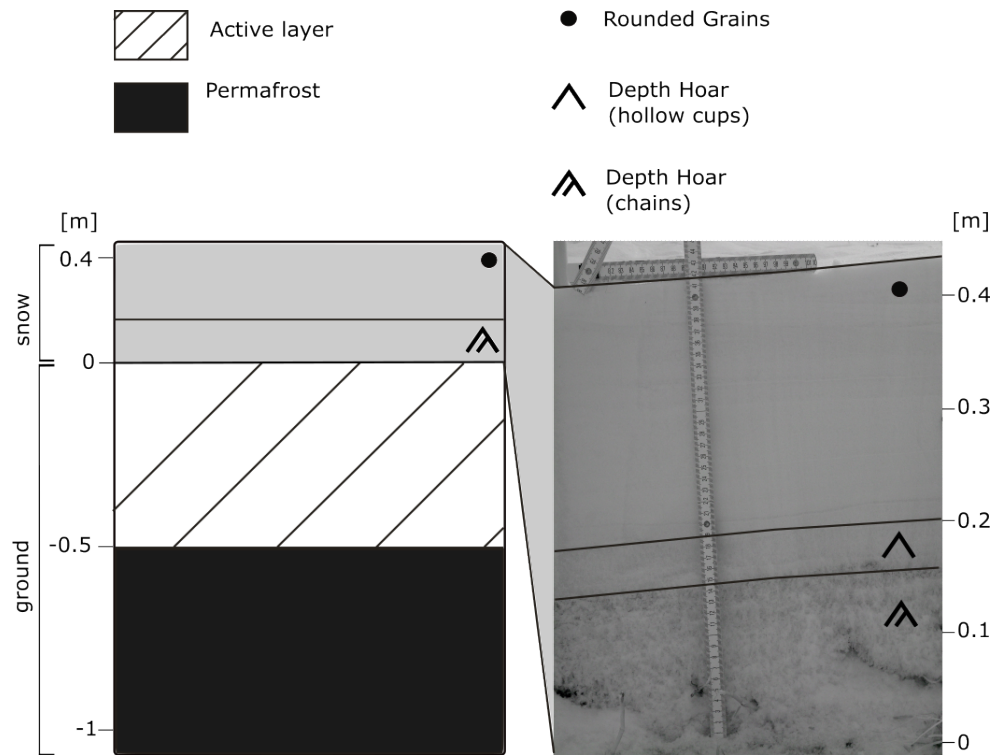 Active layer
Permafrost
Rounded Grains
Depth Hoar
(hollow cups)
Depth Hoar
(chains)
[m]
0.4
0
-0.5
-1
snow
ground
[m]
0.4
0.3
0.2
0.1
0